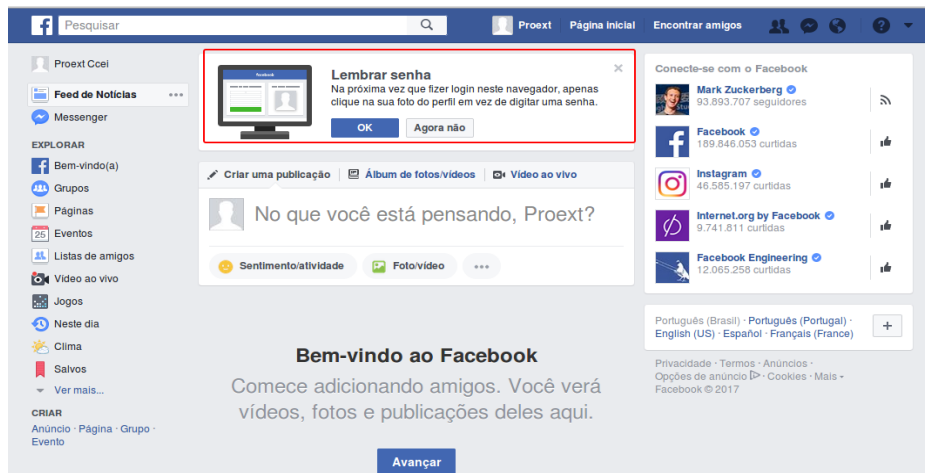 Pesquisar
Proext
Página inicial
Encontrar amigos
Proext Ccei
Feed de Notícias
Messenger
EXPLORAR
Bem-vindo(a)
Grupos
Páginas
25 Eventos
Listas de amigos
Vídeo ao vivo
Jogos
Neste dia
Clima
Salvos
Ver mais...
CRIAR
Anúncio · Página · Grupo ·
Evento
facebook
Lembrar senha
Na próxima vez que fizer login neste navegador, apenas
clique na sua foto do perfil em vez de digitar uma senha.
OK
Agora não
Criar uma publicação
Álbum de fotos/vídeos
Vídeo ao vivo
No que você está pensando, Proext?
Sentimento/atividade
Foto/vídeo
Bem-vindo ao Facebook
Comece adicionando amigos. Você verá
vídeos, fotos e publicações deles aqui.
Avançar
Conecte-se com o Facebook
Mark Zuckerberg
93.893.707 seguidores
Facebook
189.846.053 curtidas
Instagram
46.585.197 curtidas
Internet.org by Facebook
9.741.811 curtidas
Facebook Engineering
12.065.258 curtidas
Português (Brasil) · Português (Portugal) ·
English (US) · Español · Français (France)
Privacidade · Termos · Anúncios ·
Opções de anúncio · Cookies · Mais
Facebook © 2017